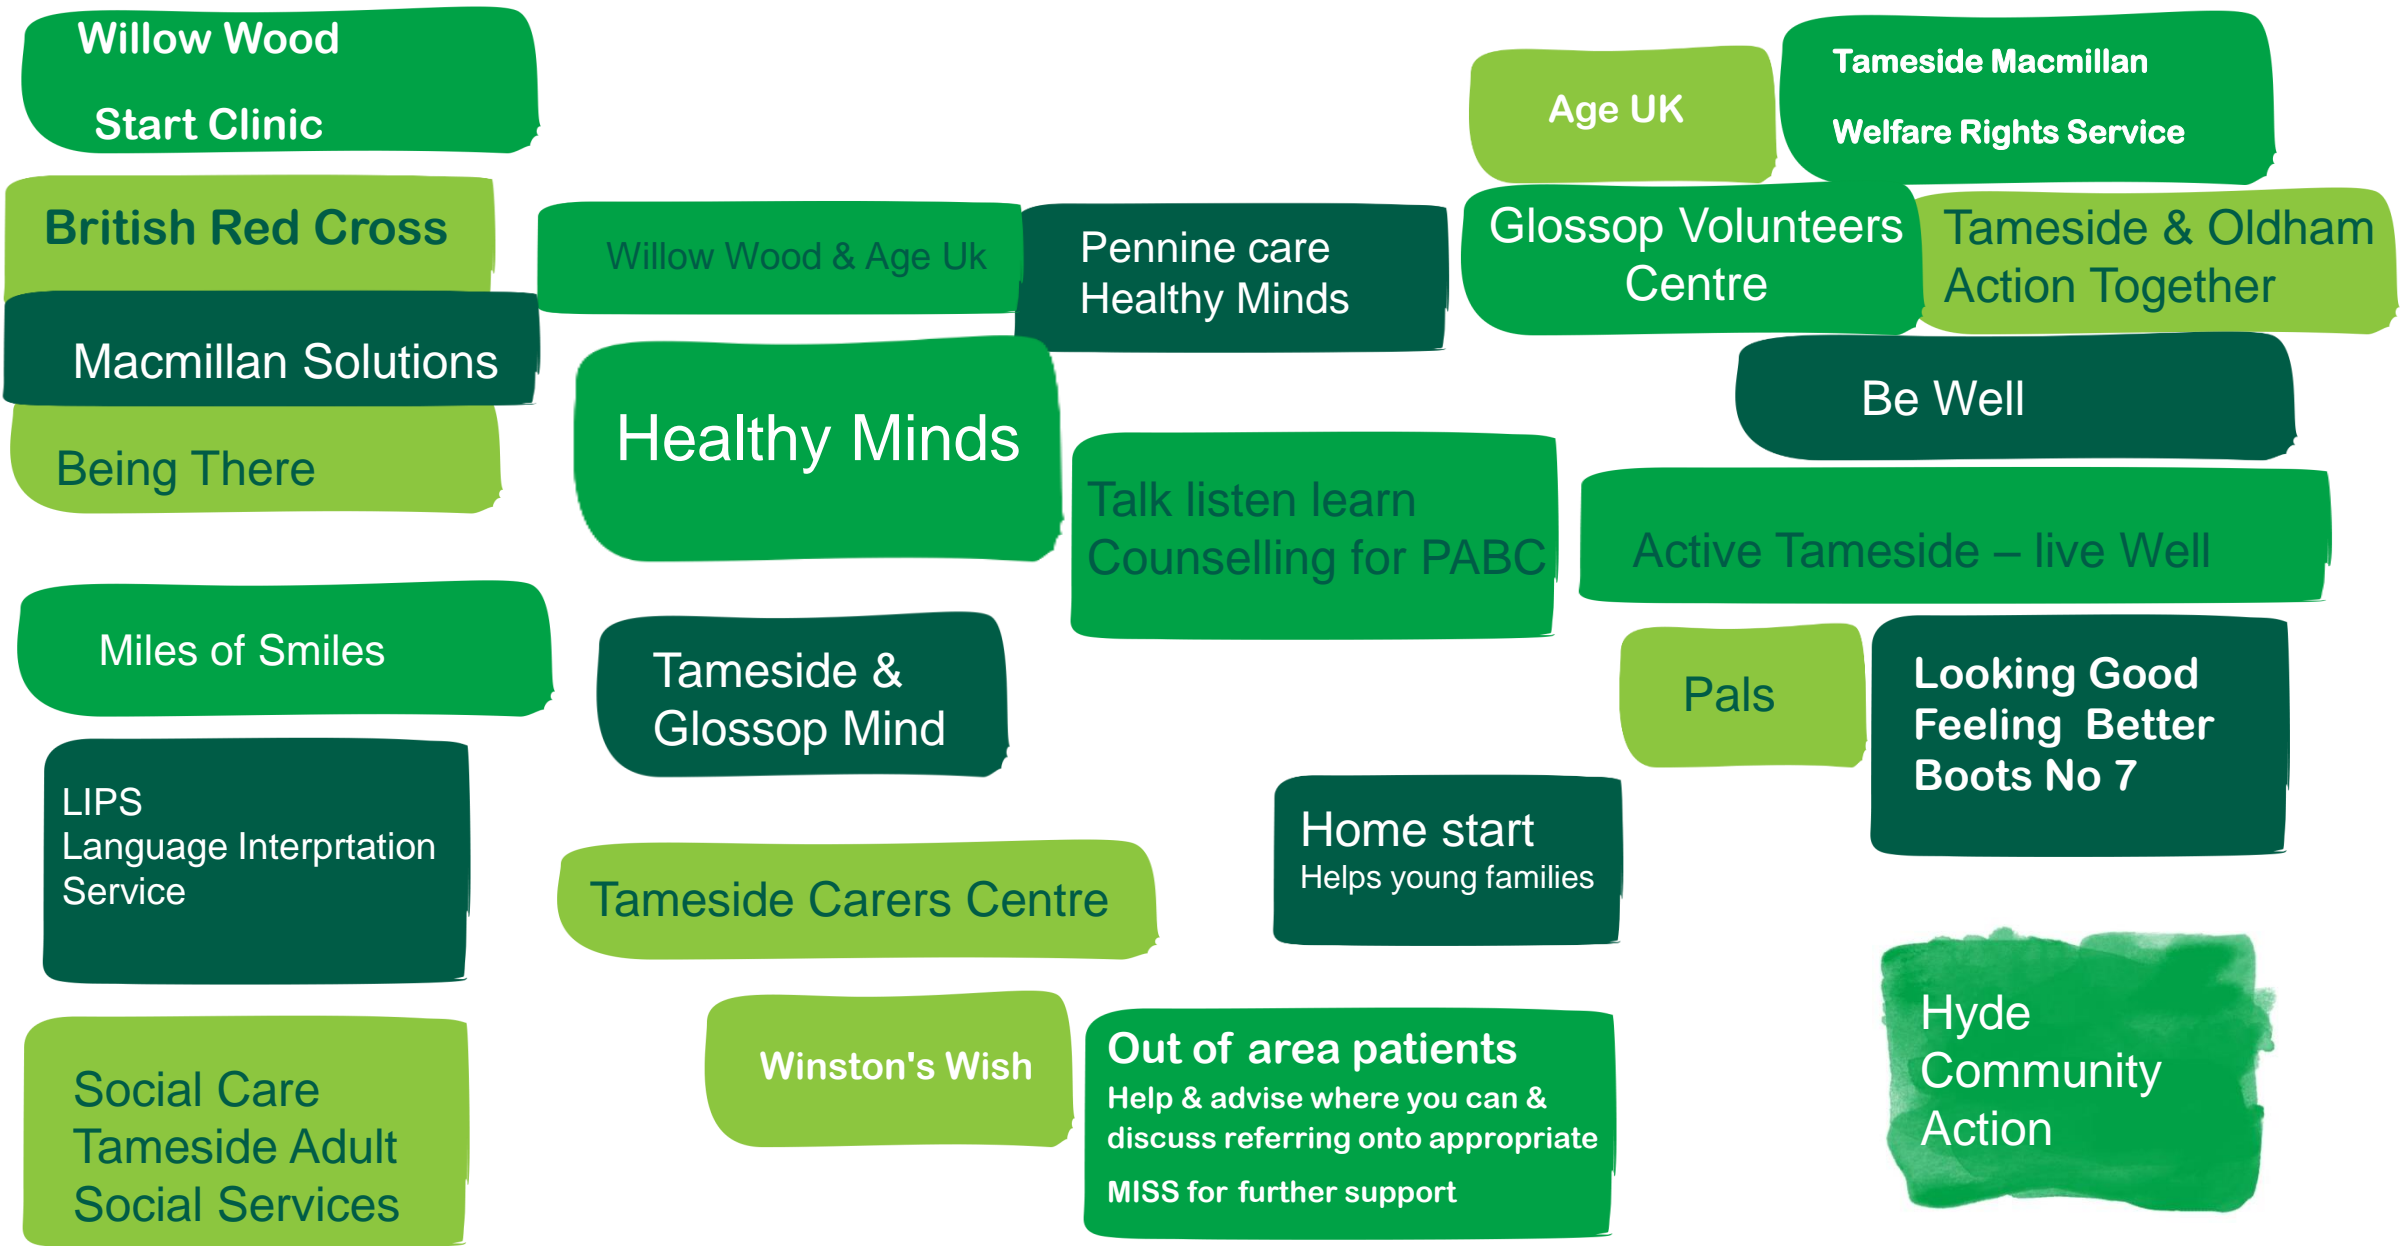 Willow Wood
Start Clinic
British Red Cross
Macmillan Solutions
Being There
Miles of Smiles
LIPS
Language Interprtation
Service
Social Care
Tameside Adult
Social Services
Willow Wood & Age Uk
Pennine care
Healthy Minds
Healthy Minds
Talk listen learn
Counselling for PABC
Tameside &
Glossop Mind
Tameside Carers Centre
Winston's Wish
Home start
Helps young families
Out of area patients
Help & advise where you can &
discuss referring onto appropriate
MISS for further support
Age UK
Tameside Macmillan
Welfare Rights Service
Glossop Volunteers
Centre
Tameside & Oldham
Action Together
Be Well
Active Tameside – live Well
Pals
Looking Good
Feeling Better
Boots No 7
Hyde
Community
Action